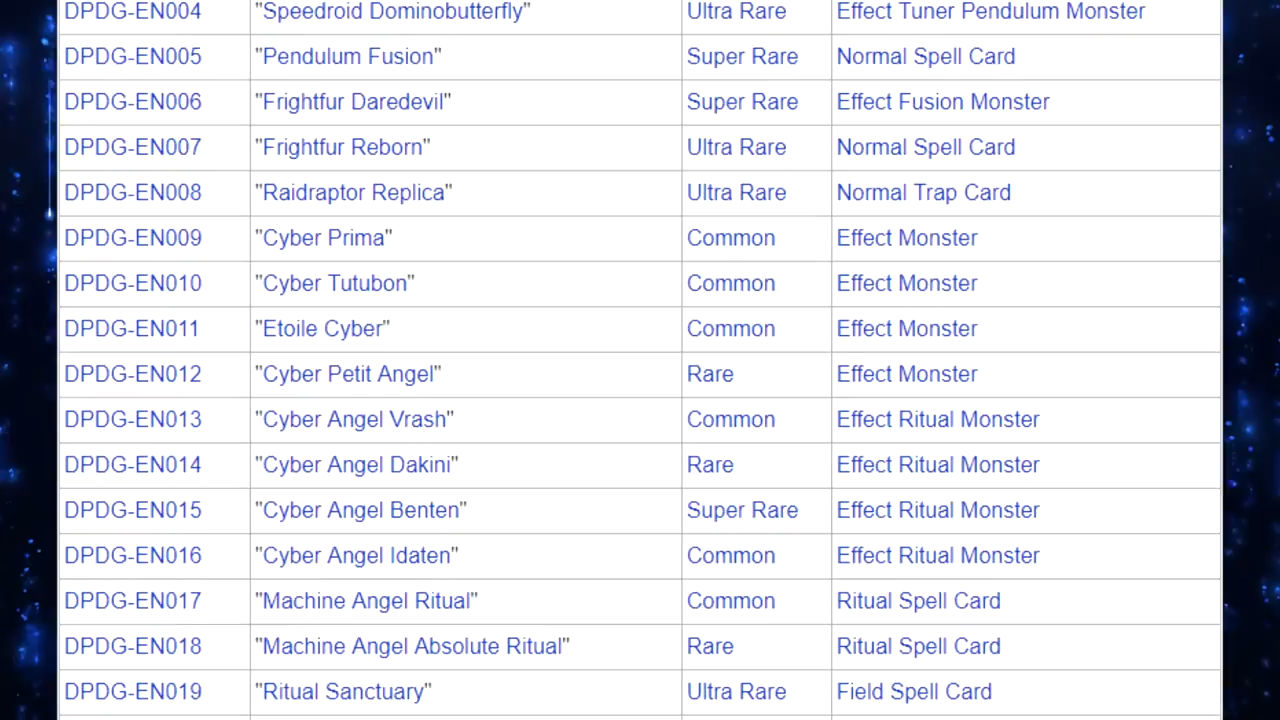 DPDG-EN004 "Speedroid Dominobutterfly" Ultra Rare Effect Tuner Pendulum Monster
DPDG-EN005 "Pendulum Fusion" Super Rare Normal Spell Card
DPDG-EN006 "Frightfur Daredevil" Super Rare Effect Fusion Monster
DPDG-EN007 "Frightfur Reborn" Ultra Rare Normal Spell Card
DPDG-EN008 "Raidraptor Replica" Ultra Rare Normal Trap Card
DPDG-EN009 "Cyber Prima" Common Effect Monster
DPDG-EN010 "Cyber Tutubon" Common Effect Monster
DPDG-EN011 "Etoile Cyber" Common Effect Monster
DPDG-EN012 "Cyber Petit Angel" Rare Effect Monster
DPDG-EN013 "Cyber Angel Vrash" Common Effect Ritual Monster
DPDG-EN014 "Cyber Angel Dakini" Rare Effect Ritual Monster
DPDG-EN015 "Cyber Angel Benten" Super Rare Effect Ritual Monster
DPDG-EN016 "Cyber Angel Idaten" Common Effect Ritual Monster
DPDG-EN017 "Machine Angel Ritual" Common Ritual Spell Card
DPDG-EN018 "Machine Angel Absolute Ritual" Rare Ritual Spell Card
DPDG-EN019 "Ritual Sanctuary" Ultra Rare Field Spell Card